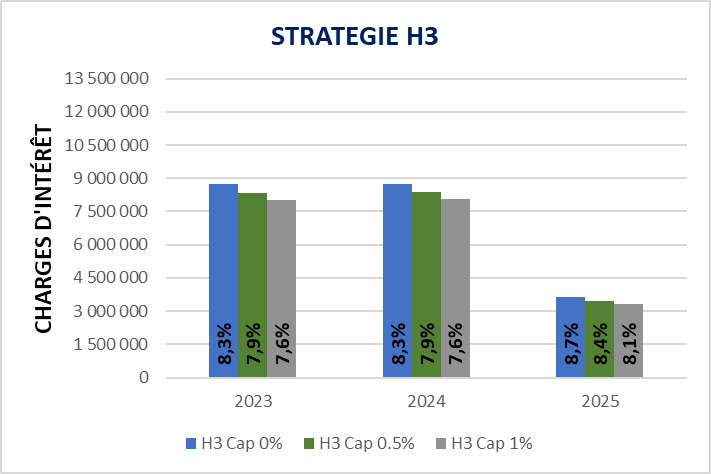 STRATEGIE H3
CHARGES D'INTÉRÊT
13 500 000
12 000 000
10 500 000
9 000 000
7 500 000
6 000 000
4 500 000
3 000 000
1 500 000
0
8,3% 7,9% 7,6%
8,3% 7,9% 7,6%
8,7% 8,4% 8,1%
2023 2024 2025
H3 Cap 0% H3 Cap 0.5% H3 Cap 1%